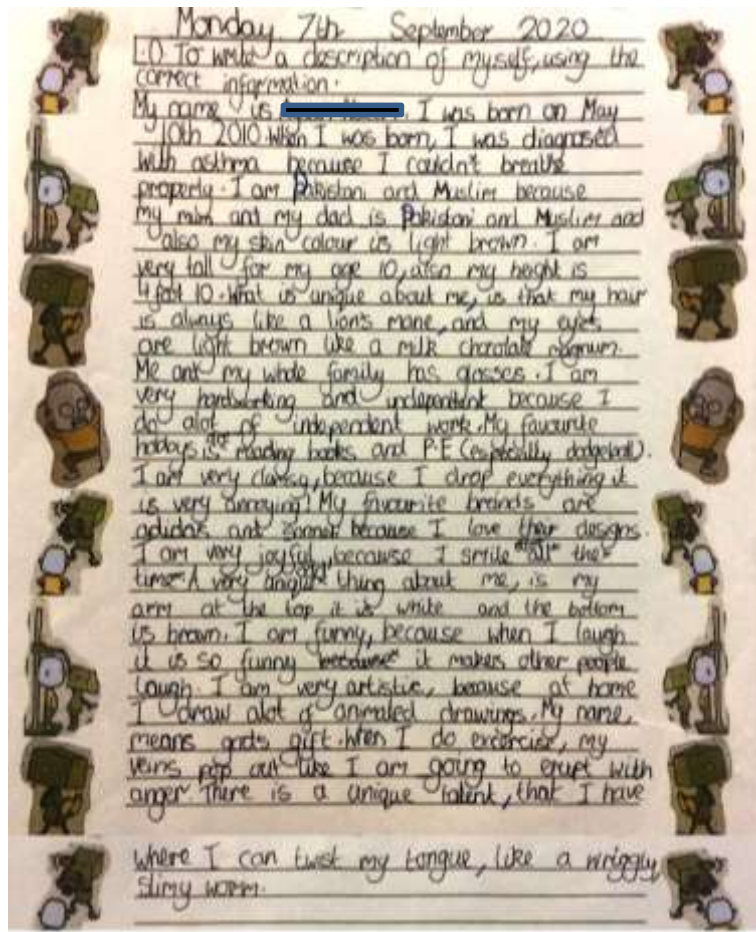 Monday 7th September 2020
L.O To write a description of myself, using the
correct information.
My name is . I was born on May
10th 2010. When I was born, I was diagnosed
with asthma because I couldn't breathe
properly. I am Pakistani and Muslim because
my mum ant my dad is Pakistani and Muslim and
also my skin colour is light brown. I am
very tall for my age 10, also my height is
4 foot 10. What is unique about me, is that my hair
is always like a lion's mane, and my eyes
are light brown like a milk chocolate magnum.
Me ant my whole family has glasses. I am
very hardworking and independent because I
do alot of independent work. My favourite
hobbys is reading books and P.E (especially dodgeball).
I am very clumsy, because I drop everything it
is very annoying! My favourite brands are
adidas ant because I love their designs.
I am very joyful, because I smile all the
time. A very unique thing about me, is my
arm at the top it is white and the bottom
is brown. I am funny, because when I laugh
it is so funny because it makes other people
laugh. I am very artistic, because at home
I draw alot of animated drawings. My name,
means gods gift. When I do excercise, my
veins pop out like I am going to erupt with
anger. There is a unique talent, that I have
where I can twist my tongue, like a wriggly
slimy worm.